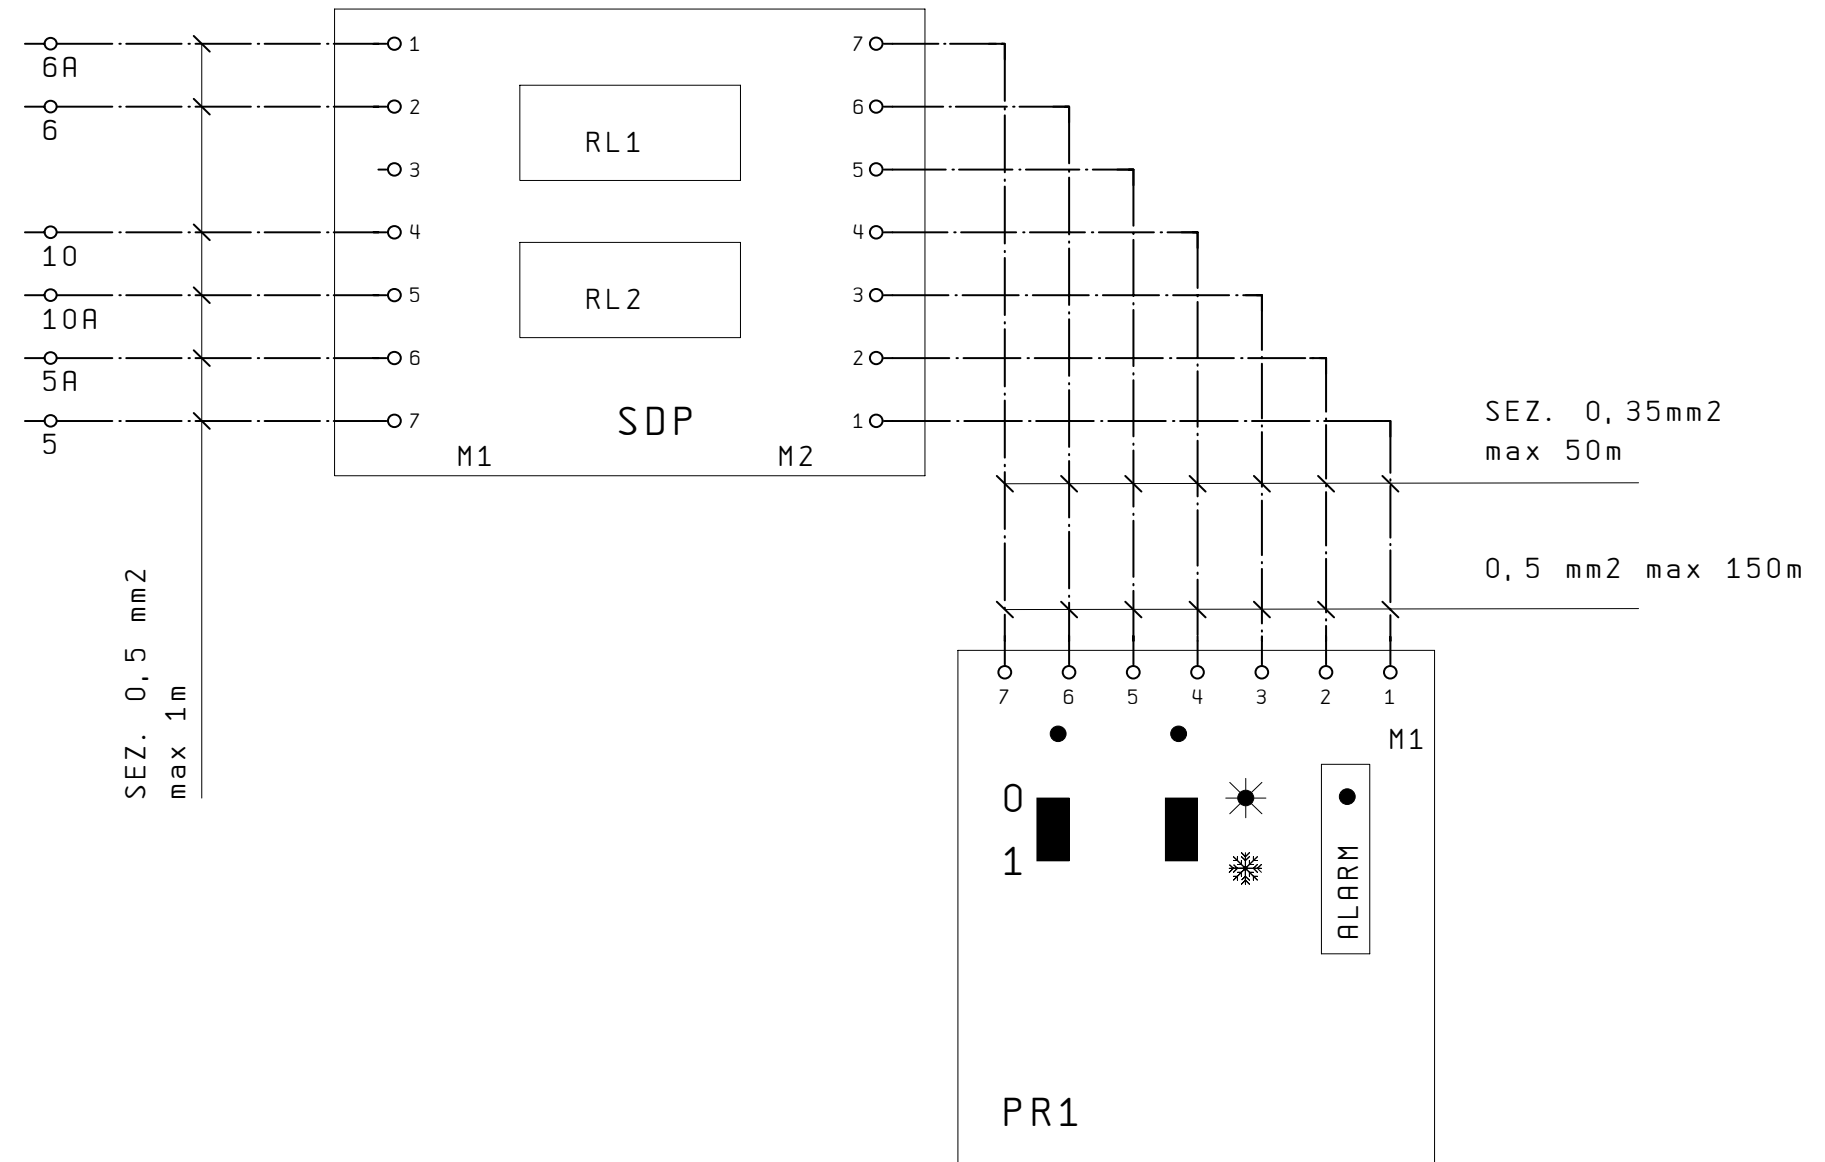 6A
6
10
10A
5A
5
SEZ. 0,5 mm2
max 1m
1
2
3
4
5
6
7
RL1
RL2
SDP
M1
M2
7
6
5
4
3
2
1
SEZ. 0,35mm2
max 50m
0,5 mm2 max 150m
7 6 5 4 3 2 1
M1
0
1
ALARM
PR1